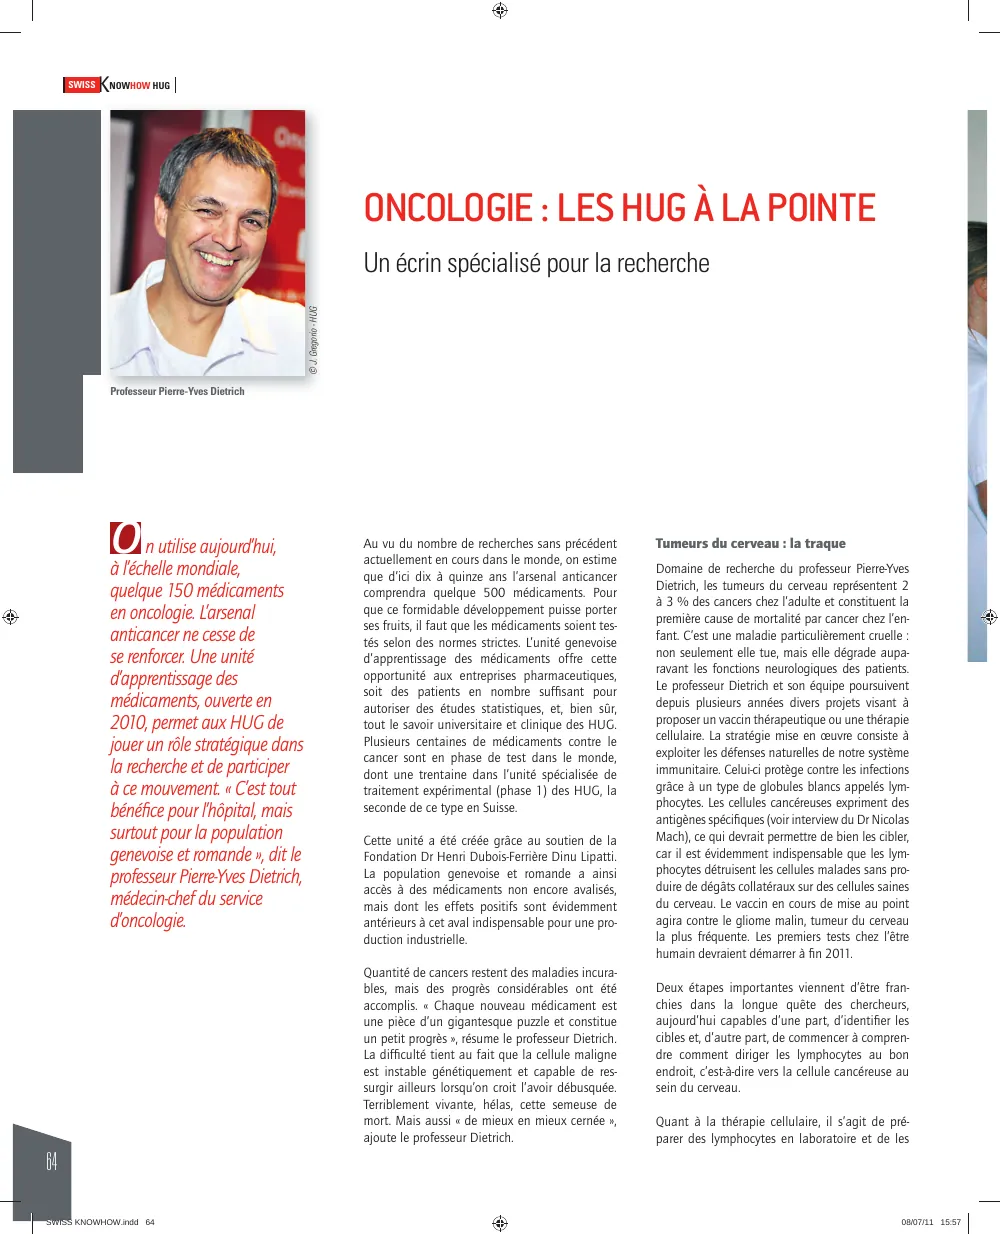 SWISS KNOWHOW HUG
© J. Gregorio - HUG
Professeur Pierre-Yves Dietrich
ONCOLOGIE : LES HUG À LA POINTE
Un écrin spécialisé pour la recherche
On utilise aujourd'hui,
à l'échelle mondiale,
quelque 150 médicaments
en oncologie. L'arsenal
anticancer ne cesse de
se renforcer. Une unité
d'apprentissage des
médicaments, ouverte en
2010, permet aux HUG de
jouer un rôle stratégique dans
la recherche et de participer
à ce mouvement. « C'est tout
bénéfice pour l'hôpital, mais
surtout pour la population
genevoise et romande », dit le
professeur Pierre-Yves Dietrich,
médecin-chef du service
d'oncologie.
Au vu du nombre de recherches sans précédent
actuellement en cours dans le monde, on estime
que d'ici dix à quinze ans l'arsenal anticancer
comprendra quelque 500 médicaments. Pour
que ce formidable développement puisse porter
ses fruits, il faut que les médicaments soient tes-
tés selon des normes strictes. L'unité genevoise
d'apprentissage des médicaments offre cette
opportunité aux entreprises pharmaceutiques,
soit des patients en nombre suffisant pour
autoriser des études statistiques, et, bien sûr,
tout le savoir universitaire et clinique des HUG.
Plusieurs centaines de médicaments contre le
cancer sont en phase de test dans le monde,
dont une trentaine dans l'unité spécialisée de
traitement expérimental (phase 1) des HUG, la
seconde de ce type en Suisse.
Cette unité a été créée grâce au soutien de la
Fondation Dr Henri Dubois-Ferrière Dinu Lipatti.
La population genevoise et romande a ainsi
accès à des médicaments non encore avalisés,
mais dont les effets positifs sont évidemment
antérieurs à cet aval indispensable pour une pro-
duction industrielle.
Quantité de cancers restent des maladies incura-
bles, mais des progrès considérables ont été
accomplis. « Chaque nouveau médicament est
une pièce d'un gigantesque puzzle et constitue
un petit progrès », résume le professeur Dietrich.
La difficulté tient au fait que la cellule maligne
est instable génétiquement et capable de res-
surgir ailleurs lorsqu'on croit l'avoir débusquée.
Terriblement vivante, hélas, cette semeuse de
mort. Mais aussi « de mieux en mieux cernée »,
ajoute le professeur Dietrich.
Tumeurs du cerveau : la traque
Domaine de recherche du professeur Pierre-Yves
Dietrich, les tumeurs du cerveau représentent 2
à 3 % des cancers chez l'adulte et constituent la
première cause de mortalité par cancer chez l'en-
fant. C'est une maladie particulièrement cruelle :
non seulement elle tue, mais elle dégrade aupa-
ravant les fonctions neurologiques des patients.
Le professeur Dietrich et son équipe poursuivent
depuis plusieurs années divers projets visant à
proposer un vaccin thérapeutique ou une thérapie
cellulaire. La stratégie mise en œuvre consiste à
exploiter les défenses naturelles de notre système
immunitaire. Celui-ci protège contre les infections
grâce à un type de globules blancs appelés lym-
phocytes. Les cellules cancéreuses expriment des
antigènes spécifiques (voir interview du Dr Nicolas
Mach), ce qui devrait permettre de bien les cibler,
car il est évidemment indispensable que les lym-
phocytes détruisent les cellules malades sans pro-
duire de dégâts collatéraux sur des cellules saines
du cerveau. Le vaccin en cours de mise au point
agira contre le gliome malin, tumeur du cerveau
la plus fréquente. Les premiers tests chez l'être
humain devraient démarrer à fin 2011.
Deux étapes importantes viennent d'être fran-
chies dans la longue quête des chercheurs,
aujourd'hui capables d'une part, d'identifier les
cibles et, d'autre part, de commencer à compren-
dre comment diriger les lymphocytes au bon
endroit, c'est-à-dire vers la cellule cancéreuse au
sein du cerveau.
Quant à la thérapie cellulaire, il s'agit de pré-
parer des lymphocytes en laboratoire et de les
64
SWISS KNOWHOW.indd 64
08/07/11 15:57